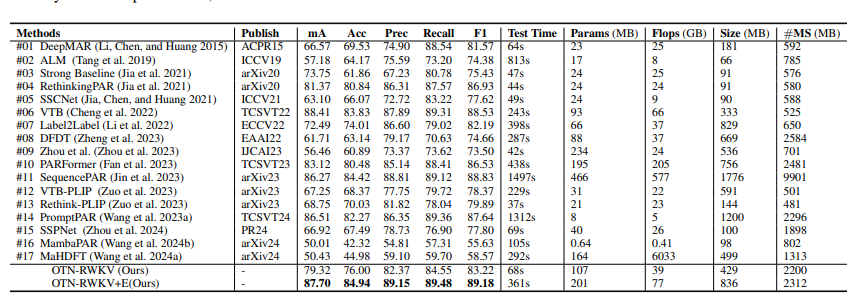 Methods Publish mA Acc Prec Recall F1 Test Time Params (MB) Flops (GB) Size (MB) #MS (MB)
#01 DeepMAR (Li, Chen, and Huang 2015) ACPR15 66.57 69.53 74.90 88.54 81.57 64s 23 25 181 592
#02 ALM (Tang et al. 2019) ICCV19 57.18 64.17 75.59 73.20 74.38 813s 17 8 66 785
#03 Strong Baseline (Jia et al. 2021) arXiv20 73.75 61.86 67.23 80.78 75.43 47s 24 25 91 576
#04 RethinkingPAR (Jia et al. 2021) arXiv20 81.37 80.84 86.31 87.57 86.93 44s 24 24 91 580
#05 SSCNet (Jia, Chen, and Huang 2021) ICCV21 63.10 66.07 72.72 83.22 77.62 49s 24 9 90 588
#06 VTB (Cheng et al. 2022) TCSVT22 88.41 83.83 87.89 89.31 88.53 243s 93 66 333 525
#07 Label2Label (Li et al. 2022) ECCV22 72.49 74.01 86.60 79.02 82.19 398s 66 37 829 650
#08 DFDT (Zheng et al. 2023) EAAI22 61.71 63.14 79.17 70.63 74.66 287s 88 37 669 2584
#09 Zhou (Zhou et al. 2023) IJCAI23 56.46 60.89 73.37 73.62 73.50 42s 234 24 536 701
#10 PARFormer (Fan et al. 2023) TCSVT23 83.12 80.48 85.14 88.41 86.53 438s 195 205 756 2481
#11 SequencePAR (Jin et al. 2023) arXiv23 86.27 84.42 88.81 89.12 88.83 1497s 466 577 1776 9901
#12 VTB-PLIP (Zuo et al. 2023) arXiv23 67.25 68.37 77.75 79.72 78.37 229s 31 22 591 501
#13 Rethink-PLIP (Zuo et al. 2023) arXiv23 68.75 70.03 81.82 78.04 79.89 37s 21 23 144 481
#14 PromptPAR (Wang et al. 2023a) TCSVT24 86.51 82.27 86.35 89.36 87.64 1312s 8 5 1200 2296
#15 SSPNet (Zhou et al. 2024) PR24 66.92 67.49 78.73 76.90 77.80 69s 40 26 100 1898
#16 MambaPAR (Wang et al. 2024b) arXiv24 50.01 42.32 54.81 57.31 55.63 105s 0.64 0.41 98 802
#17 MaHDFT (Wang et al. 2024a) arXiv24 50.43 44.98 59.10 59.70 58.57 292s 164 6033 499 1313
OTN-RWKV (Ours) - 79.32 76.00 82.37 84.55 83.22 68s 107 39 429 2200
OTN-RWKV+E(Ours) - 87.70 84.94 89.15 89.48 89.18 361s 201 77 836 2312